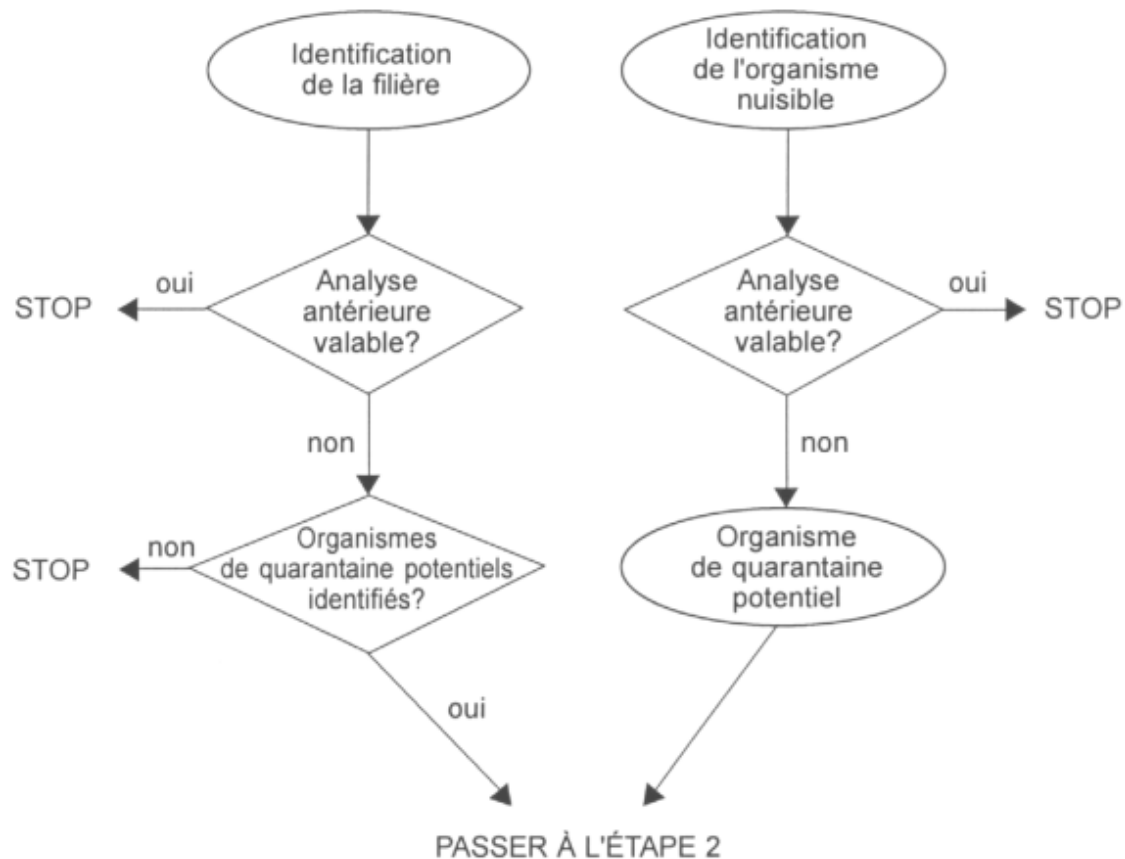 Identification
de la filière
Identification
de l'organisme
nuisible
STOP
oui
Analyse
antérieure
valable?
Analyse
antérieure
valable?
oui
STOP
non
non
STOP
non
Organismes
de quarantaine potentiels
identifiés?
Organisme
de quarantaine
potentiel
oui
PASSER À L'ÉTAPE 2